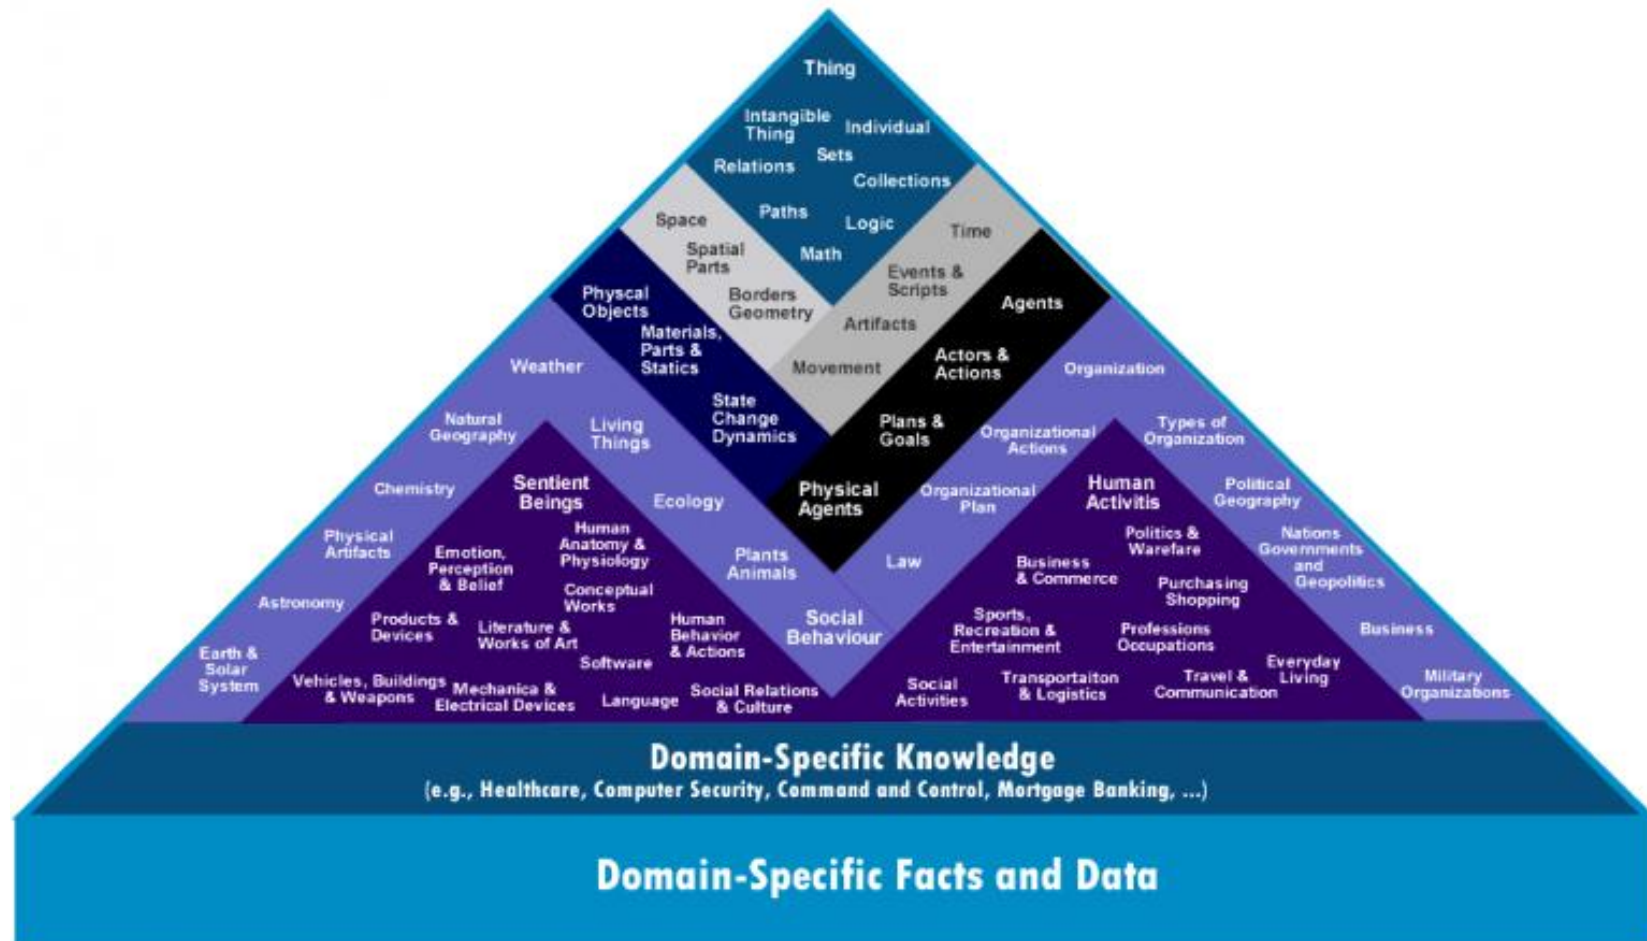 Thing
Intangible
Thing
Individual
Sets
Relations
Collections
Paths
Logic
Math
Space
Spatial
Parts
Borders
Geometry
Time
Events &
Scripts
Artifacts
Movement
Physcal
Objects
Materials,
Parts &
Statics
State
Change
Dynamics
Agents
Actors &
Actions
Plans &
Goals
Physical
Agents
Weather
Natural
Geography
Living
Things
Chemistry
Ecology
Physical
Artifacts
Plants
Animals
Astronomy
Social
Behaviour
Earth &
Solar
System
Organization
Organizational
Actions
Types of
Organization
Organizational
Plan
Political
Geography
Law
Nations
Governments
and
Geopolitics
Business
Military
Organizations
Sentient
Beings
Human
Anatomy &
Physiology
Emotion,
Perception
& Belief
Conceptual
Works
Products &
Devices
Literature &
Works of Art
Human
Behavior
& Actions
Software
Vehicles, Buildings
& Weapons
Mechanica &
Electrical Devices
Language
Social Relations
& Culture
Human
Activitis
Politics &
Warefare
Business
& Commerce
Purchasing
Shopping
Sports,
Recreation &
Entertainment
Professions
Occupations
Everyday
Living
Social
Activities
Transportaiton
& Logistics
Travel &
Communication
Domain-Specific Knowledge
(e.g., Healthcare, Computer Security, Command and Control, Mortgage Banking, ...)
Domain-Specific Facts and Data